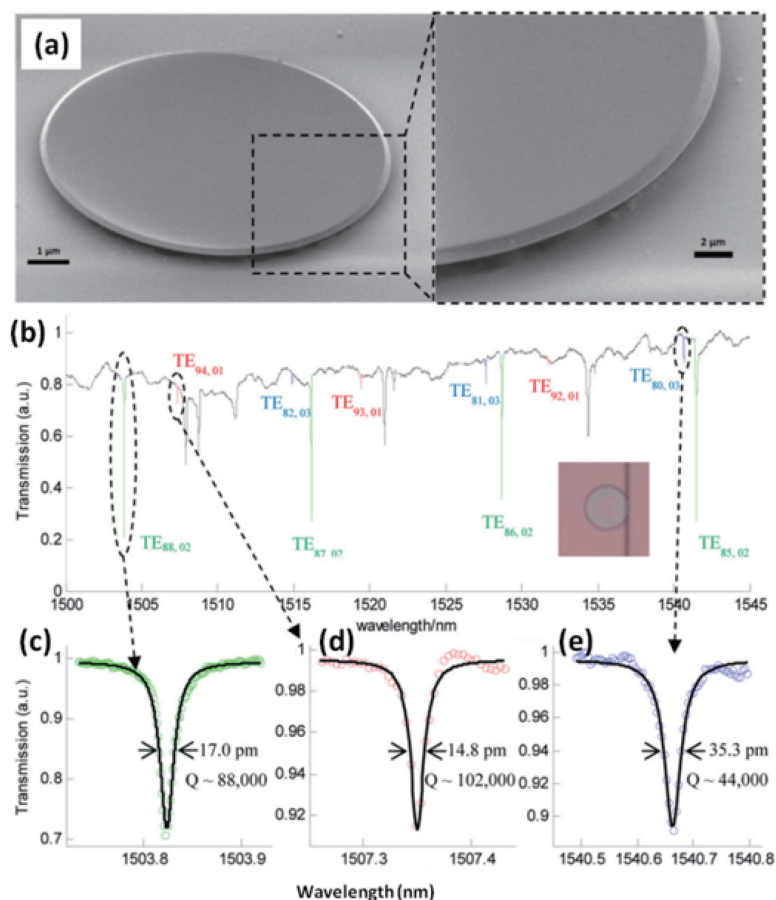 (a)
1 µm
2 µm
(b)
Transmission (a.u.)
1
0.8
0.6
0.4
0.2
0
TE94, 01
TE82, 03
TE93, 01
TE81, 03
TE92, 01
TE80, 03
TE88, 02
TE87, 02
TE86, 02
TE85, 02
1500 1505 1510 1515 1520 1525 1530 1535 1540 1545
wavelength/nm
(c)
Transmission (a.u.)
1
0.9
0.8
0.7
17.0 pm
Q ~ 88,000
1503.8 1503.9
(d)
1
0.98
0.96
0.94
0.92
14.8 pm
Q ~ 102,000
1507.3 1507.4
(e)
1
0.98
0.96
0.94
0.92
0.9
35.3 pm
Q ~ 44,000
1540.5 1540.6 1540.7 1540.8
Wavelength (nm)